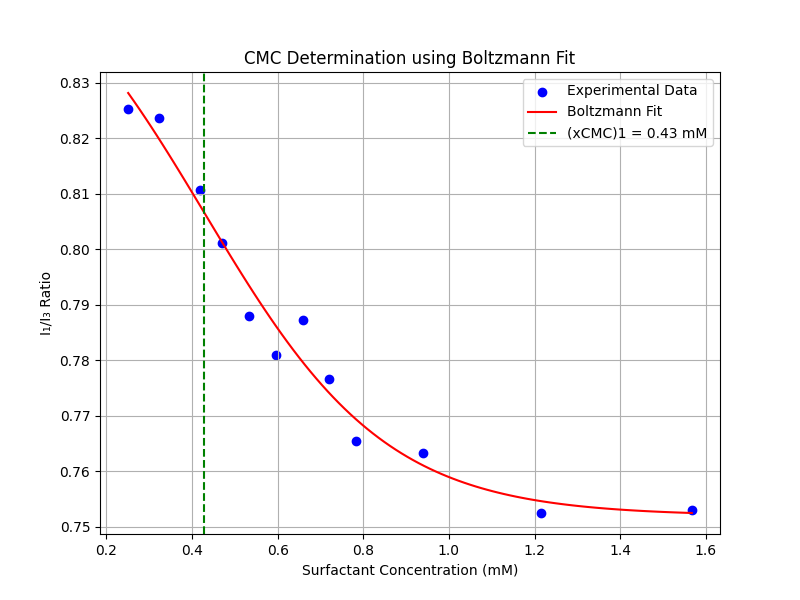 CMC Determination using Boltzmann Fit
Experimental Data
Boltzmann Fit
(xCMC)1 = 0.43 mM
I₁/I₃ Ratio
0.83
0.82
0.81
0.80
0.79
0.78
0.77
0.76
0.75
0.2 0.4 0.6 0.8 1.0 1.2 1.4 1.6
Surfactant Concentration (mM)